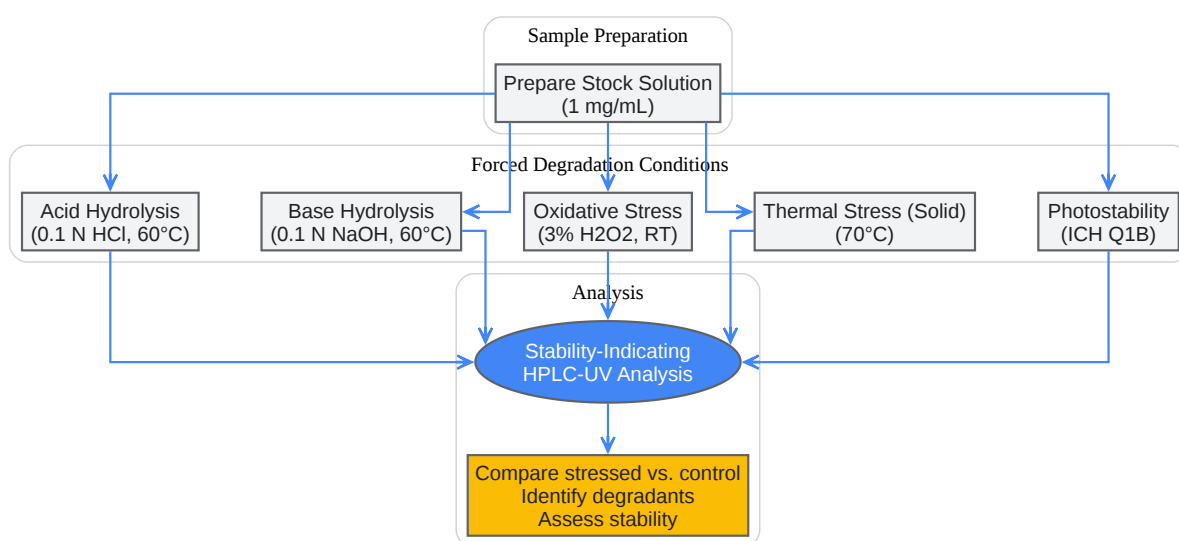 Sample Preparation
Prepare Stock Solution
(1 mg/mL)
Forced Degradation Conditions
Acid Hydrolysis
(0.1 N HCl, 60°C)
Base Hydrolysis
(0.1 N NaOH, 60°C)
Oxidative Stress
(3% H2O2, RT)
Thermal Stress (Solid)
(70°C)
Photostability
(ICH Q1B)
Analysis
Stability-Indicating
HPLC-UV Analysis
Compare stressed vs. control
Identify degradants
Assess stability